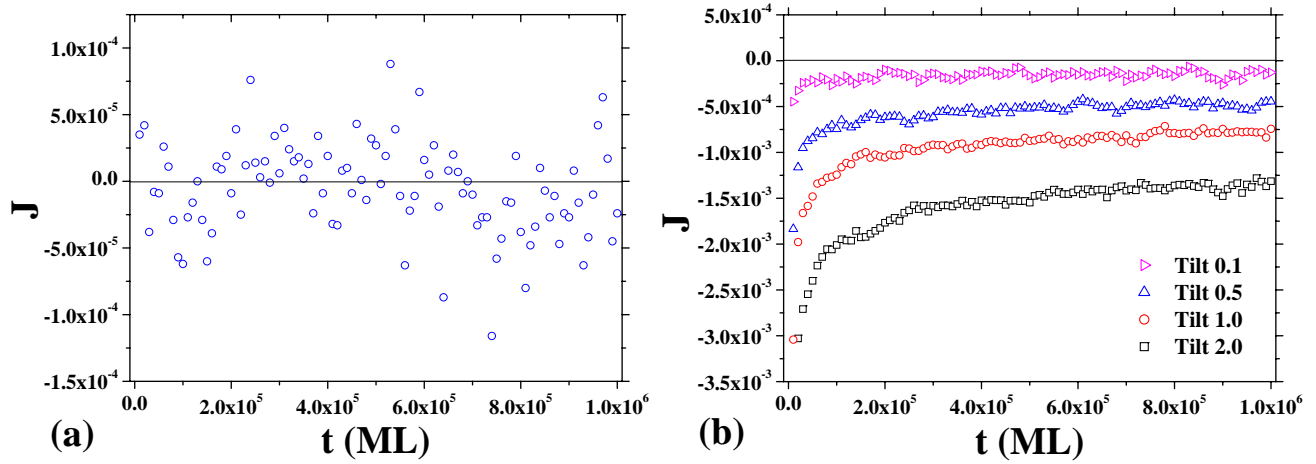 (a)
1.0x10⁻⁴
5.0x10⁻⁵
0.0
-5.0x10⁻⁵
-1.0x10⁻⁴
-1.5x10⁻⁴
J
0.0 2.0x10⁵ 4.0x10⁵ 6.0x10⁵ 8.0x10⁵ 1.0x10⁶
t (ML)
(b)
5.0x10⁻⁴
0.0
-5.0x10⁻⁴
-1.0x10⁻³
-1.5x10⁻³
-2.0x10⁻³
-2.5x10⁻³
-3.0x10⁻³
-3.5x10⁻³
J
Tilt 0.1
Tilt 0.5
Tilt 1.0
Tilt 2.0
0.0 2.0x10⁵ 4.0x10⁵ 6.0x10⁵ 8.0x10⁵ 1.0x10⁶
t (ML)